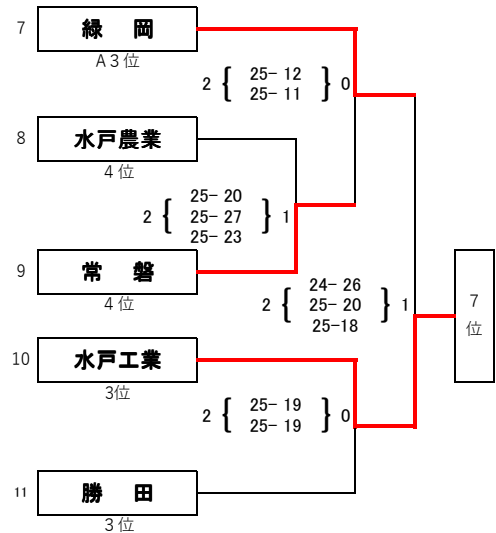 7 緑 岡
A3位
2 { 25- 12 } 0
25- 11
8 水戸農業
4位
25- 20
2 { 25- 27 } 1
25- 23
9 常 磐
4位
24- 26
2 { 25- 20 } 1
25-18
7
位
10 水戸工業
3位
2 { 25- 19 } 0
25- 19
11 勝 田
3位